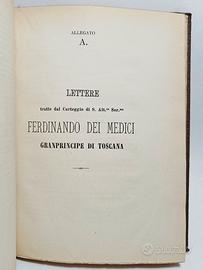 ALLEGATO
A.
LETTERE
tratte dal Carteggio di S. Alt.ᶻᵃ Ser.ᵐᵃ
FERDINANDO DEI MEDICI
GRANPRINCIPE DI TOSCANA